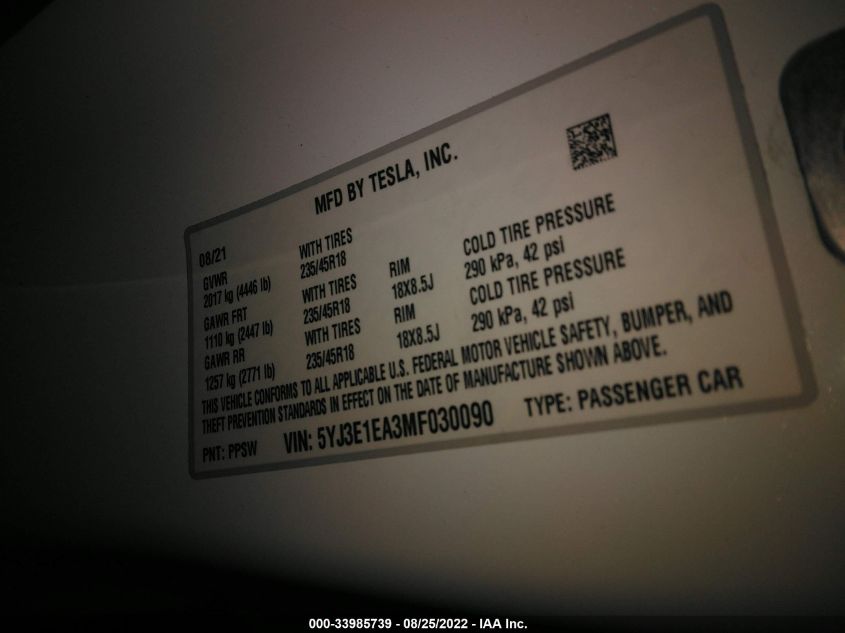 MFD BY TESLA, INC.
08/21
GVWR
2017 kg (4446 lb)
WITH TIRES
235/45R18
RIM
18X8.5J
COLD TIRE PRESSURE
290 kPa, 42 psi
GAWR FRT
1110 kg (2447 lb)
WITH TIRES
235/45R18
RIM
18X8.5J
COLD TIRE PRESSURE
290 kPa, 42 psi
GAWR RR
1257 kg (2771 lb)
WITH TIRES
235/45R18
THIS VEHICLE CONFORMS TO ALL APPLICABLE U.S. FEDERAL MOTOR VEHICLE SAFETY, BUMPER, AND
THEFT PREVENTION STANDARDS IN EFFECT ON THE DATE OF MANUFACTURE SHOWN ABOVE.
PNT: PPSW VIN: 5YJ3E1EA3MF030090 TYPE: PASSENGER CAR
000-33985739 - 08/25/2022 - IAA Inc.